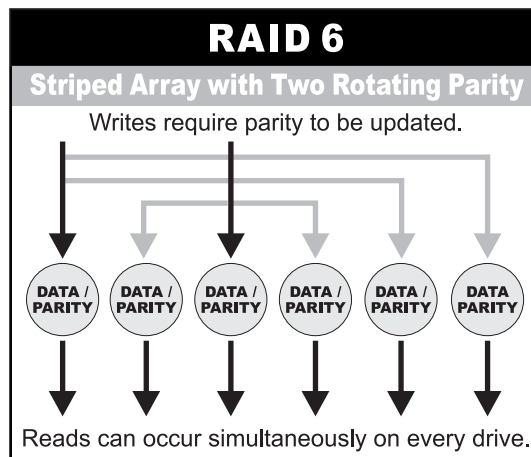 RAID 6
Striped Array with Two Rotating Parity
Writes require parity to be updated.
DATA / DATA / DATA / DATA / DATA / DATA
PARITY PARITY PARITY PARITY PARITY PARITY
Reads can occur simultaneously on every drive.